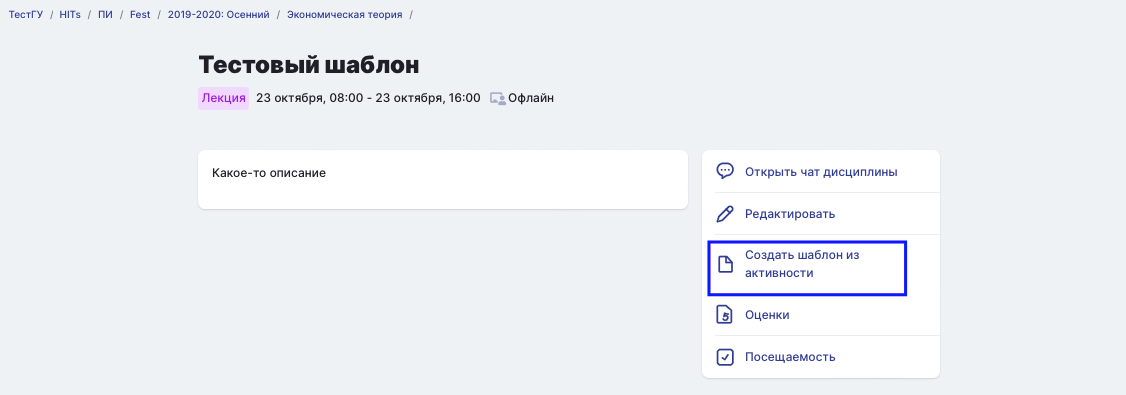 ТестГУ / HITs / ПИ / Fest / 2019-2020: Осенний / Экономическая теория /
Тестовый шаблон
Лекция 23 октября, 08:00 - 23 октября, 16:00 Офлайн
Какое-то описание
Открыть чат дисциплины
Редактировать
Создать шаблон из
активности
Оценки
Посещаемость